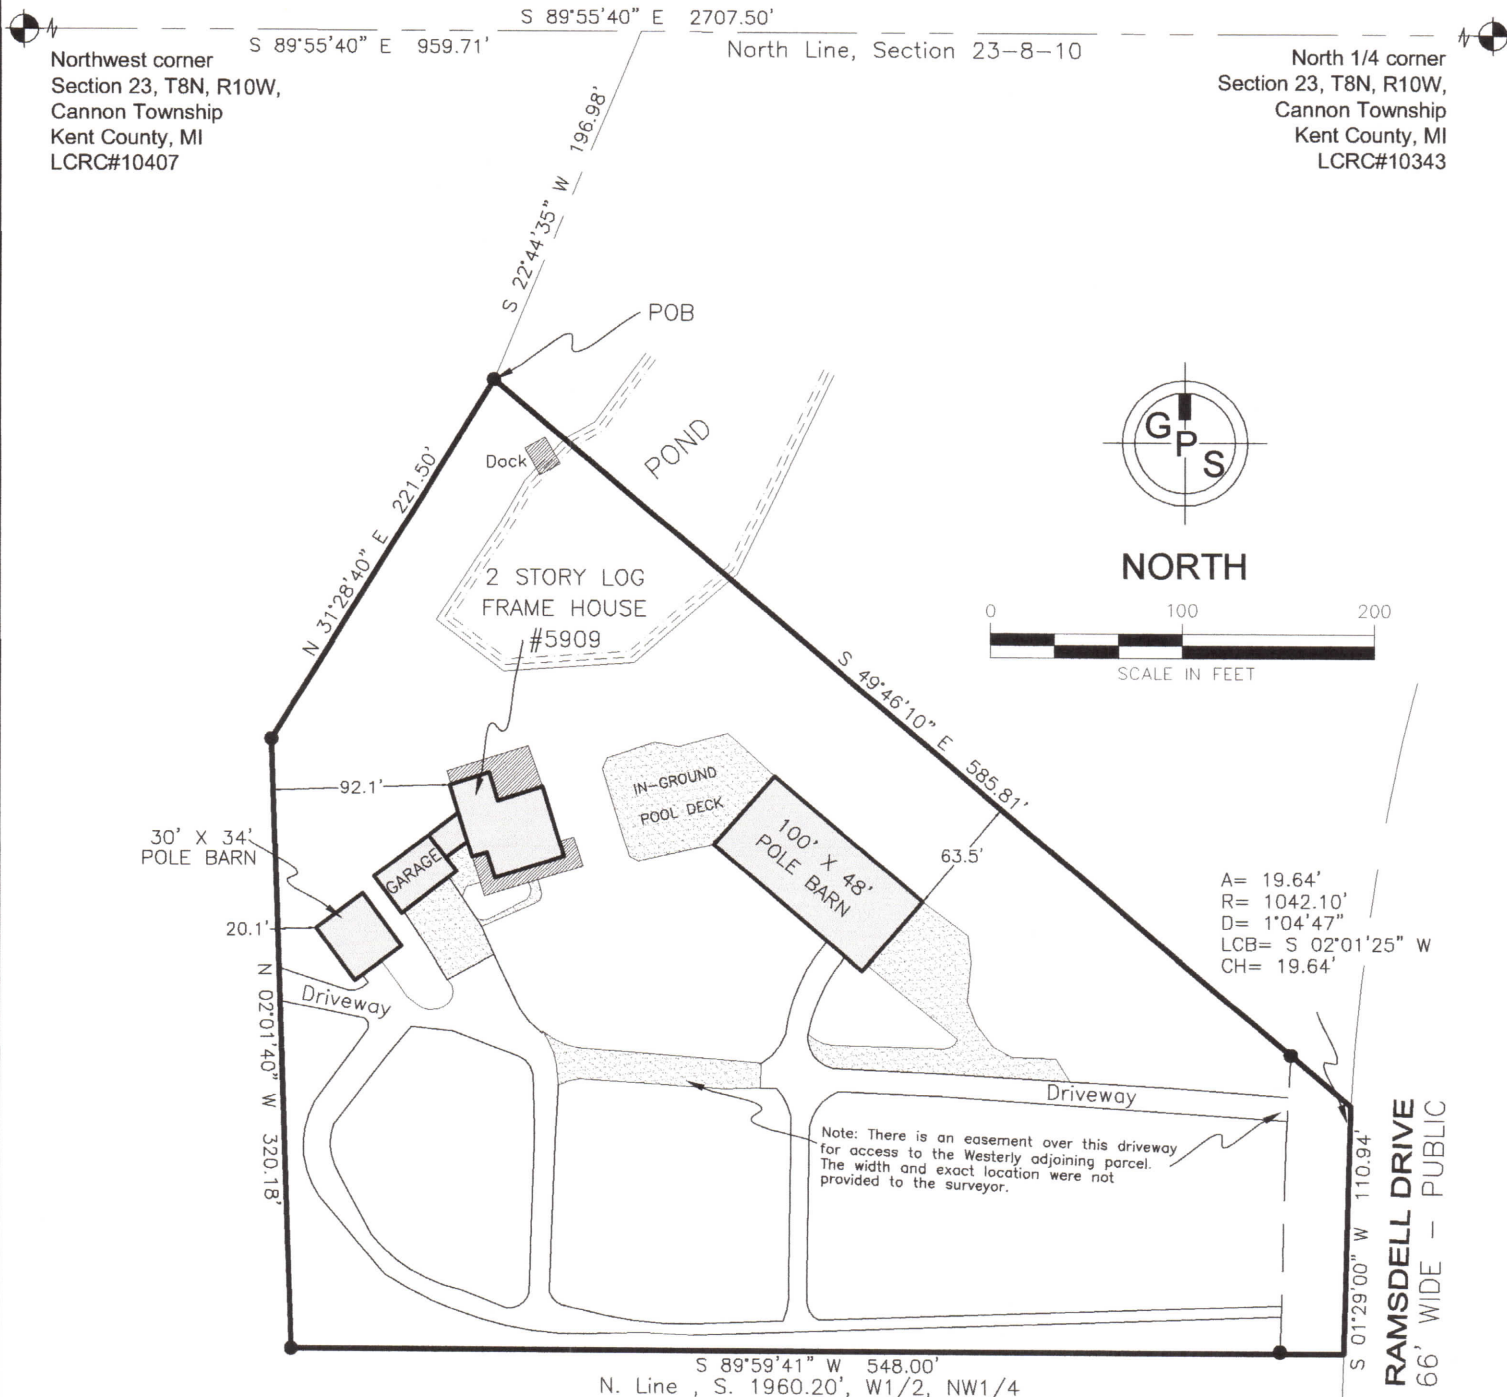 S 89°55'40" E 2707.50'
S 89°55'40" E 959.71'
North Line, Section 23-8-10
Northwest corner
Section 23, T8N, R10W,
Cannon Township
Kent County, MI
LCRC#10407
North 1/4 corner
Section 23, T8N, R10W,
Cannon Township
Kent County, MI
LCRC#10343
S 22°44'35" W 196.98'
POB
Dock
POND
N 31°28'40" E 221.50'
G
P
S
NORTH
0 100 200
SCALE IN FEET
2 STORY LOG
FRAME HOUSE
#5909
S 49°46'10" E 585.81'
92.1'
IN-GROUND
POOL DECK
30' X 34'
POLE BARN
GARAGE
100' X 48'
POLE BARN
63.5'
20.1'
A= 19.64'
R= 1042.10'
D= 1°04'47"
LCB= S 02°01'25" W
CH= 19.64'
Driveway
N 02°01'40" W 320.18'
Driveway
Note: There is an easement over this driveway
for access to the Westerly adjoining parcel.
The width and exact location were not
provided to the surveyor.
S 01°29'00" W 110.94'
RAMSDELL DRIVE
66' WIDE - PUBLIC
S 89°59'41" W 548.00'
N. Line , S. 1960.20', W1/2, NW1/4